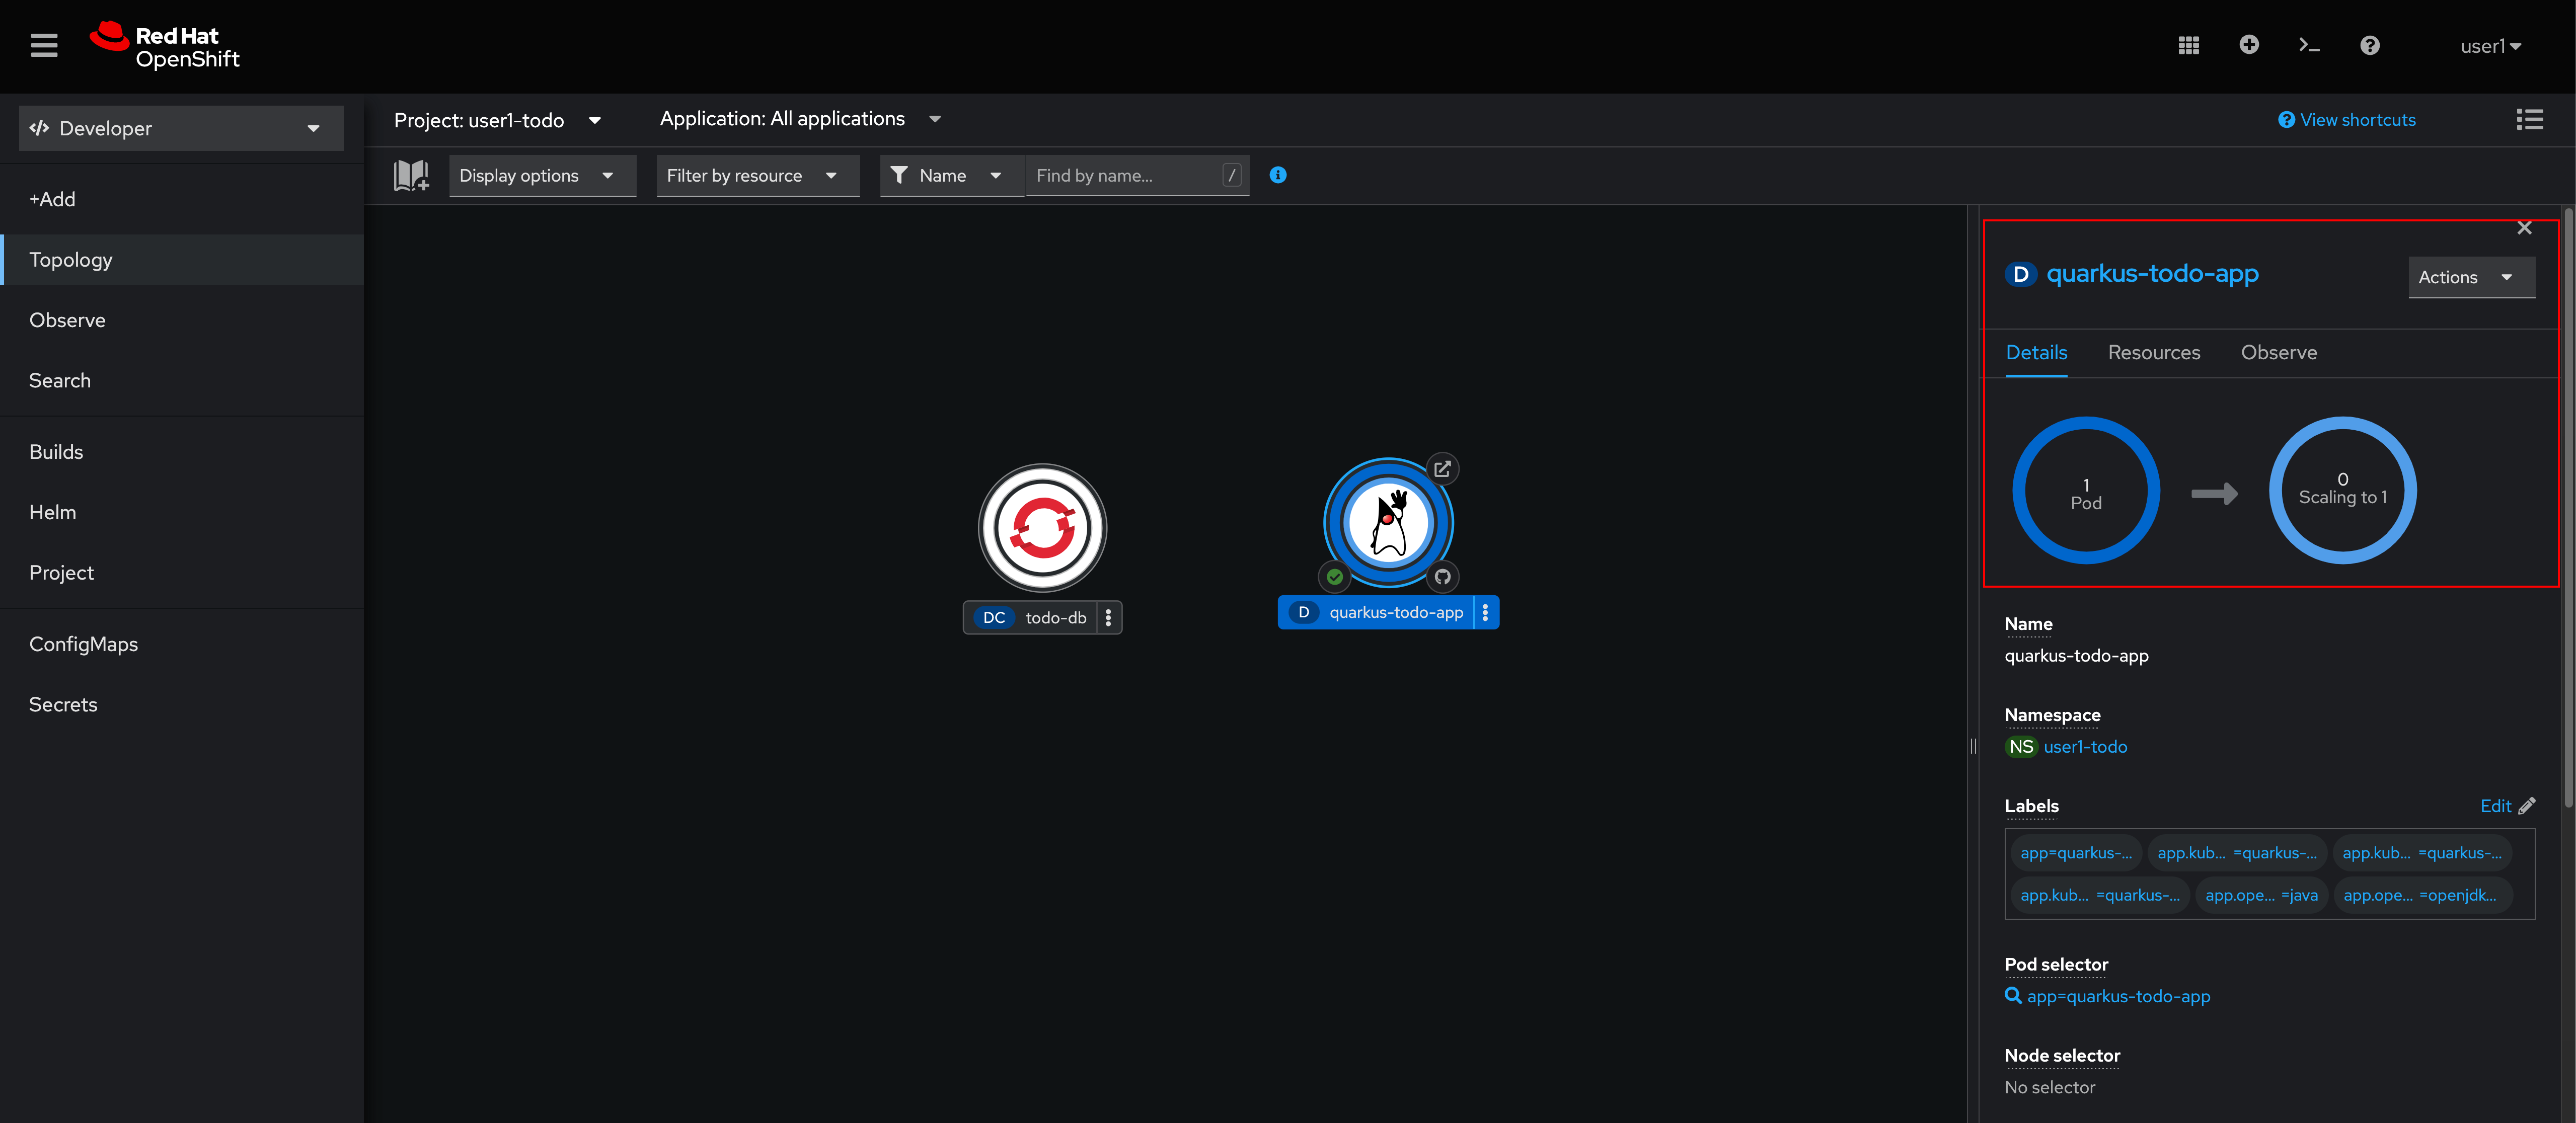 Red Hat
OpenShift
user1
Developer
+Add
Topology
Observe
Search
Builds
Helm
Project
ConfigMaps
Secrets
Project: user1-todo
Application: All applications
View shortcuts
Display options
Filter by resource
Name
Find by name...
/
DC todo-db
D quarkus-todo-app
D quarkus-todo-app
Actions
Details Resources Observe
1
Pod
0
Scaling to 1
Name
quarkus-todo-app
Namespace
NS user1-todo
Labels
Edit
app=quarkus-... app.kub... =quarkus-... app.kub... =quarkus-...
app.kub... =quarkus-... app.ope... =java app.ope... =openjdk...
Pod selector
app=quarkus-todo-app
Node selector
No selector